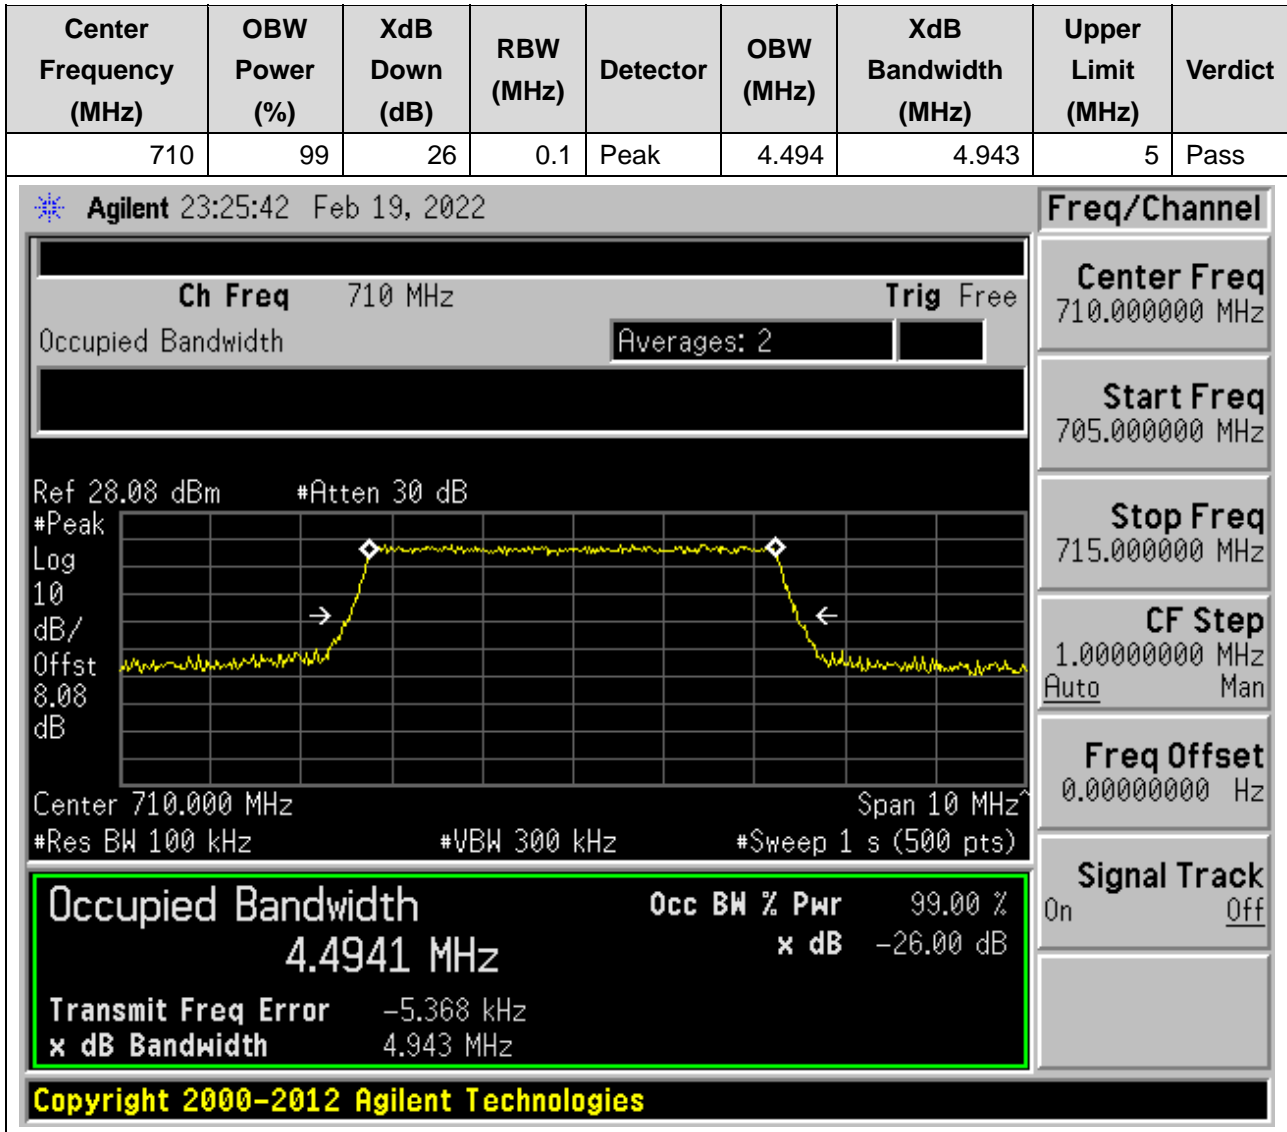 Center Frequency (MHz) OBW Power (%) XdB Down (dB) RBW (MHz) Detector OBW (MHz) XdB Bandwidth (MHz) Upper Limit (MHz) Verdict
710 99 26 0.1 Peak 4.494 4.943 5 Pass
Agilent 23:25:42 Feb 19, 2022
Ch Freq 710 MHz Trig Free
Occupied Bandwidth Averages: 2
Ref 28.08 dBm #Atten 30 dB
#Peak
Log
10
dB/
Offst
8.08
dB
Center 710.000 MHz Span 10 MHz^
#Res BW 100 kHz #VBW 300 kHz #Sweep 1 s (500 pts)
Occupied Bandwidth Occ BW % Pwr 99.00 %
4.4941 MHz x dB -26.00 dB
Transmit Freq Error -5.368 kHz
x dB Bandwidth 4.943 MHz
Copyright 2000-2012 Agilent Technologies
Freq/Channel
Center Freq
710.000000 MHz
Start Freq
705.000000 MHz
Stop Freq
715.000000 MHz
CF Step
1.00000000 MHz
Auto Man
Freq Offset
0.00000000 Hz
Signal Track
On Off